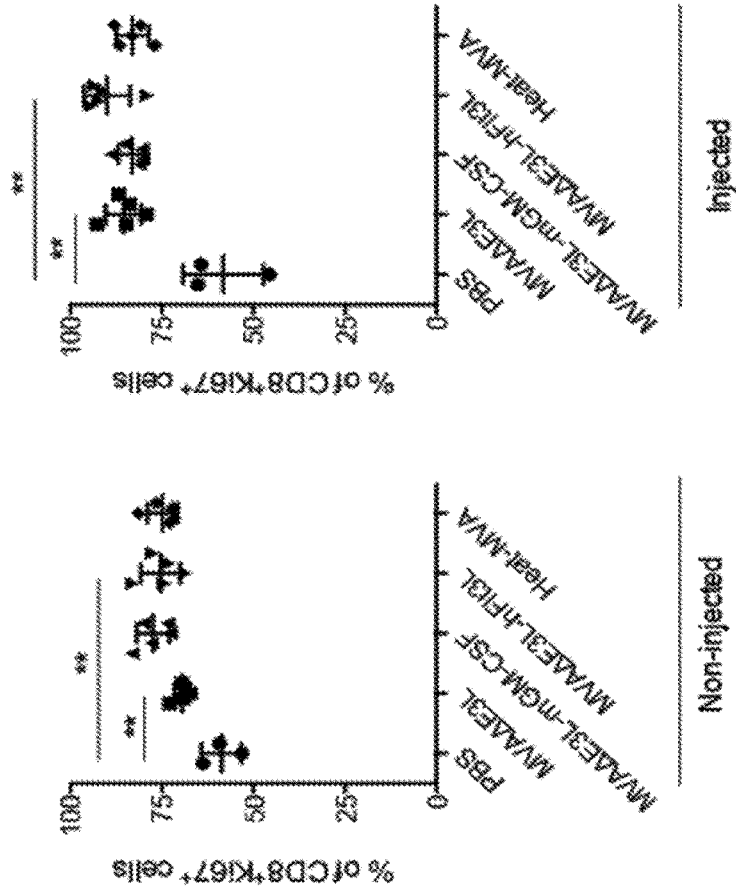 % of CD8⁺Ki67⁺ cells
100
75
50
25
0
**
**
PBS
MVAΔE3L
MVAΔE3L-mGM-CSF
MVAΔE3L-hFlt3L
Heat-MVA
Non-injected
% of CD8⁺Ki67⁺ cells
100
75
50
25
0
**
**
PBS
MVAΔE3L
MVAΔE3L-mGM-CSF
MVAΔE3L-hFlt3L
Heat-MVA
Injected